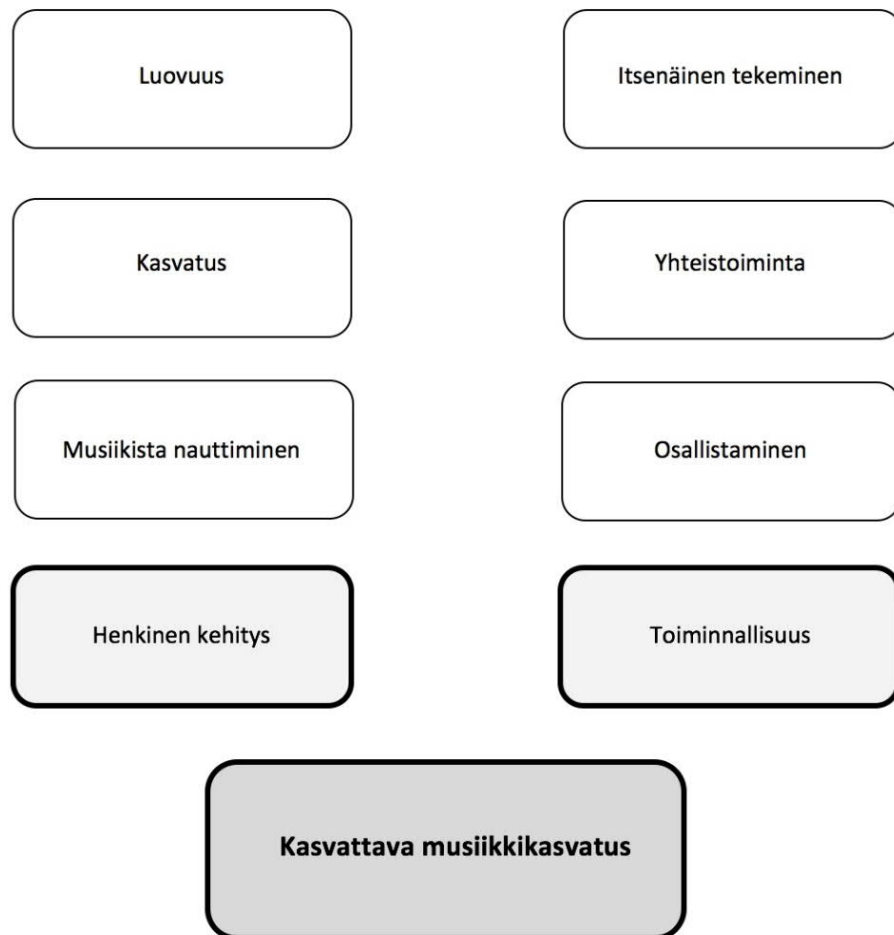 Luovuus
Itsenäinen tekeminen
Kasvatus
Yhteistoiminta
Musiikista nauttiminen
Osallistaminen
Henkinen kehitys
Toiminnallisuus
Kasvattava musiikkikasvatus